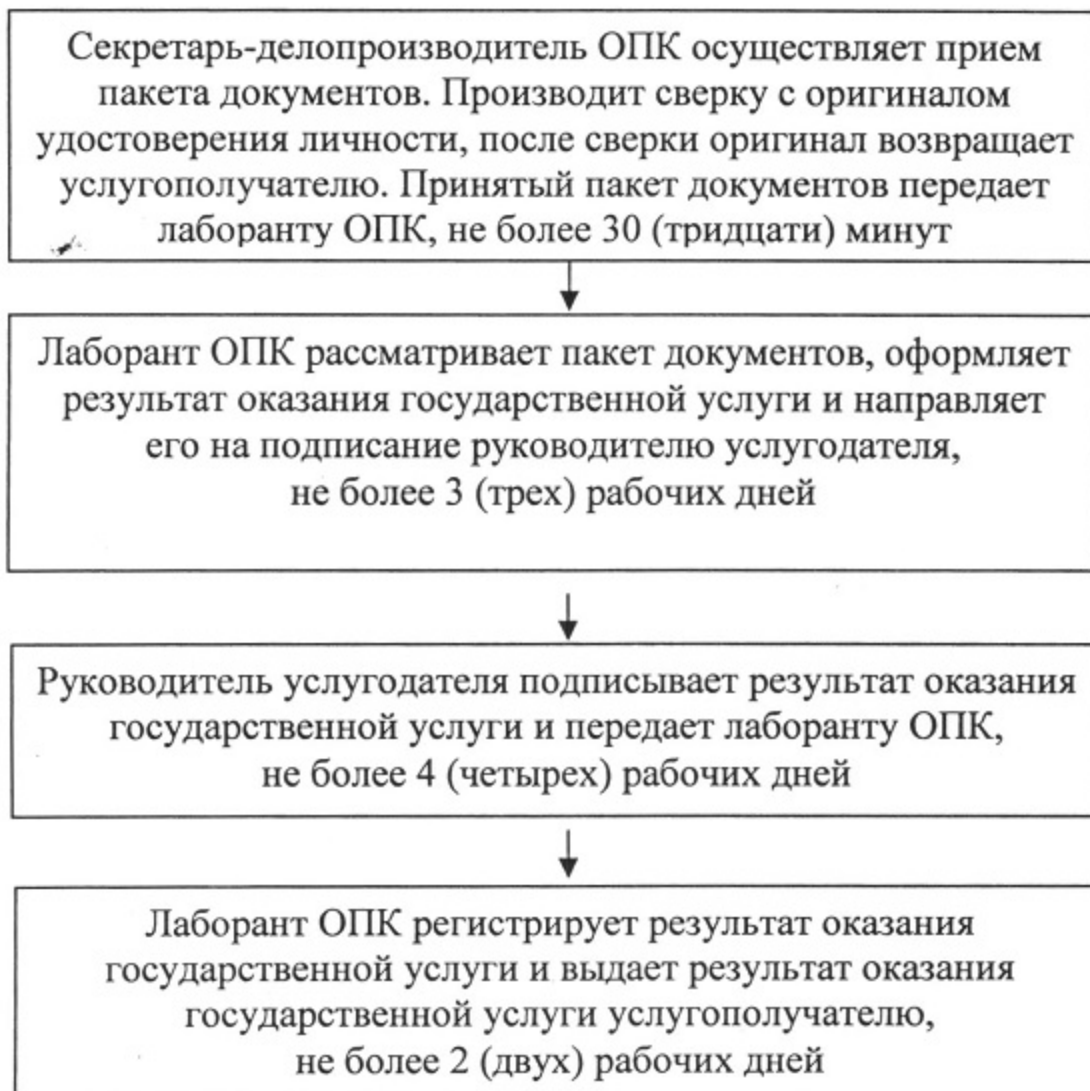 Секретарь-делопроизводитель ОПК осуществляет прием
пакета документов. Производит сверку с оригиналом
удостоверения личности, после сверки оригинал возвращает
услугополучателю. Принятый пакет документов передает
лаборанту ОПК, не более 30 (тридцати) минут
Лаборант ОПК рассматривает пакет документов, оформляет
результат оказания государственной услуги и направляет
его на подписание руководителю услугодателя,
не более 3 (трех) рабочих дней
Руководитель услугодателя подписывает результат оказания
государственной услуги и передает лаборанту ОПК,
не более 4 (четырех) рабочих дней
Лаборант ОПК регистрирует результат оказания
государственной услуги и выдает результат оказания
государственной услуги услугополучателю,
не более 2 (двух) рабочих дней